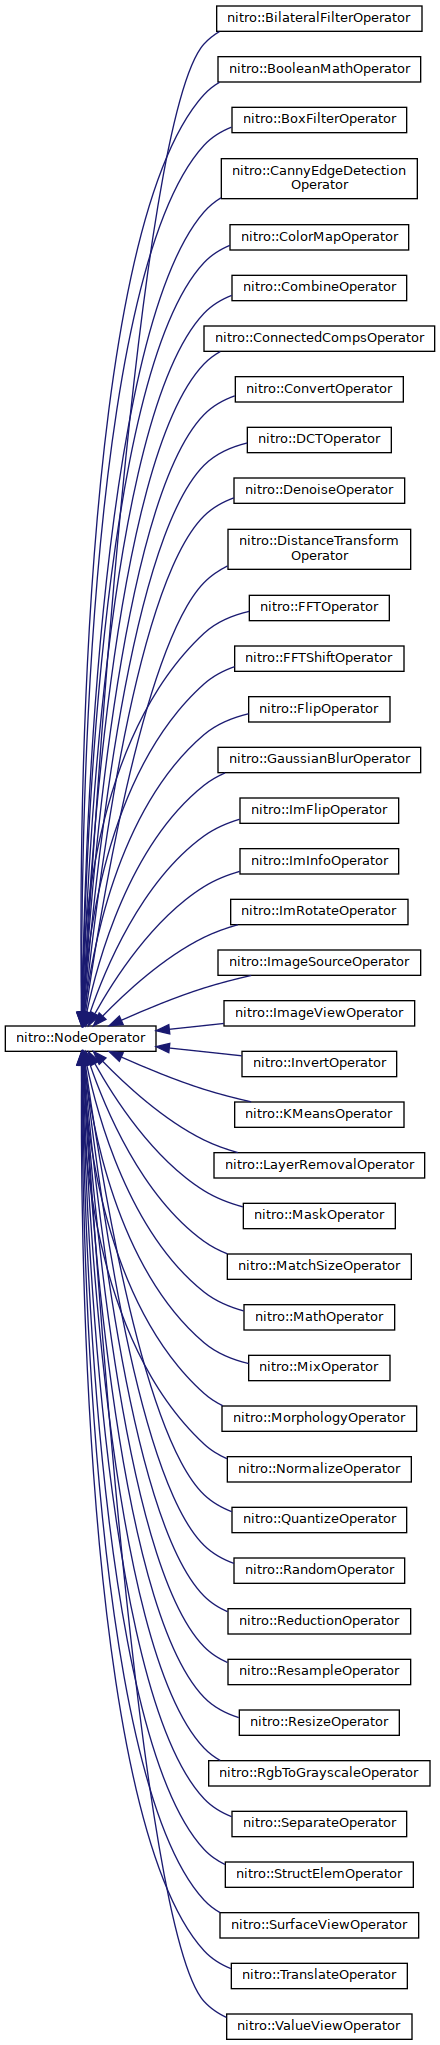 nitro::BilateralFilterOperator
nitro::BooleanMathOperator
nitro::BoxFilterOperator
nitro::CannyEdgeDetection
Operator
nitro::ColorMapOperator
nitro::CombineOperator
nitro::ConnectedCompsOperator
nitro::ConvertOperator
nitro::DCTOperator
nitro::DenoiseOperator
nitro::DistanceTransform
Operator
nitro::FFTOperator
nitro::FFTShiftOperator
nitro::FlipOperator
nitro::GaussianBlurOperator
nitro::ImFlipOperator
nitro::ImInfoOperator
nitro::ImRotateOperator
nitro::ImageSourceOperator
nitro::ImageViewOperator
nitro::NodeOperator
nitro::InvertOperator
nitro::KMeansOperator
nitro::LayerRemovalOperator
nitro::MaskOperator
nitro::MatchSizeOperator
nitro::MathOperator
nitro::MixOperator
nitro::MorphologyOperator
nitro::NormalizeOperator
nitro::QuantizeOperator
nitro::RandomOperator
nitro::ReductionOperator
nitro::ResampleOperator
nitro::ResizeOperator
nitro::RgbToGrayscaleOperator
nitro::SeparateOperator
nitro::StructElemOperator
nitro::SurfaceViewOperator
nitro::TranslateOperator
nitro::ValueViewOperator